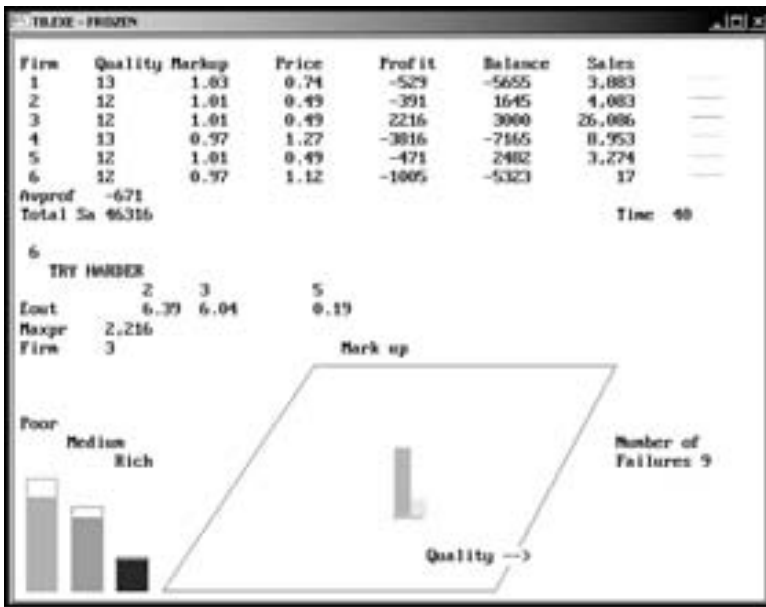 TB.EXE - FROZEN
Firm Quality Markup Price Profit Balance Sales
1 13 1.03 0.74 -529 -5655 3,883
2 12 1.01 0.49 -391 1645 4,083
3 12 1.01 0.49 2216 3000 26,086
4 13 0.97 1.27 -3816 -7165 8,953
5 12 1.01 0.49 -471 2482 3,274
6 12 0.97 1.12 -1005 -5323 17
Avprof -671
Total Sa 46316 Time 40
6
TRY HARDER
2 3 5
Eout 6.39 6.04 0.19
Maxpr 2,216
Firm 3 Mark up
Poor
Medium
Rich
Number of
Failures 9
Quality -->